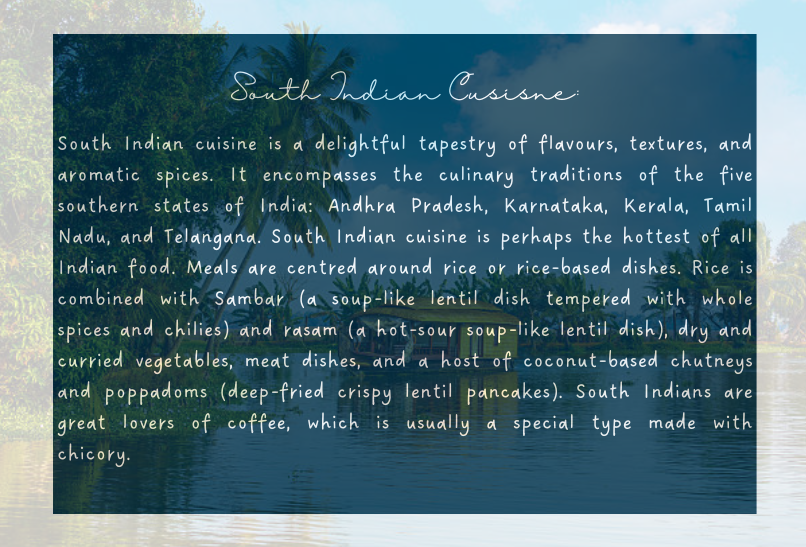 South Indian Cusisne:
South Indian cuisine is a delightful tapestry of flavours, textures, and
aromatic spices. It encompasses the culinary traditions of the five
southern states of India: Andhra Pradesh, Karnataka, Kerala, Tamil
Nadu, and Telangana. South Indian cuisine is perhaps the hottest of all
Indian food. Meals are centred around rice or rice-based dishes. Rice is
combined with Sambar (a soup-like lentil dish tempered with whole
spices and chilies) and rasam (a hot-sour soup-like lentil dish), dry and
curried vegetables, meat dishes, and a host of coconut-based chutneys
and poppadoms (deep-fried crispy lentil pancakes). South Indians are
great lovers of coffee, which is usually a special type made with
chicory.